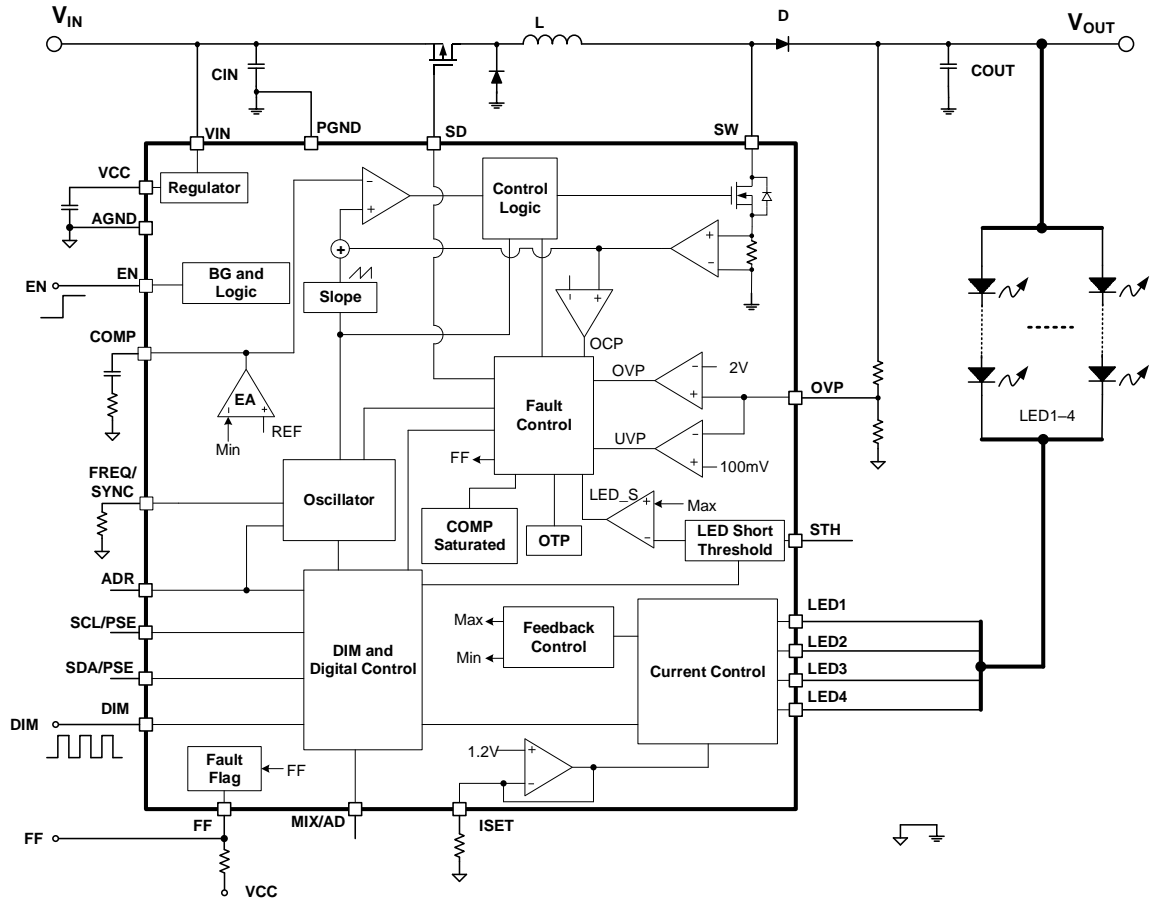 VIN
L
D
VOUT
CIN
COUT
VIN
PGND
SD
SW
VCC
Regulator
AGND
−
+
Control
Logic
+
−
+
EN
EN
BG and
Logic
Slope
−
+
COMP
OCP
EA
−
+
REF
Min
OVP
−
+
2V
Fault
Control
OVP
UVP
−
+
100mV
FF
LED1–4
FREQ/
SYNC
Oscillator
COMP
Saturated
OTP
LED_S
+
−
Max
LED Short
Threshold
STH
ADR
SCL/PSE
SDA/PSE
DIM
DIM
DIM and
Digital Control
Max
Min
Feedback
Control
Current Control
LED1
LED2
LED3
LED4
1.2V
+
−
Fault
Flag
FF
FF
MIX/AD
ISET
FF
VCC